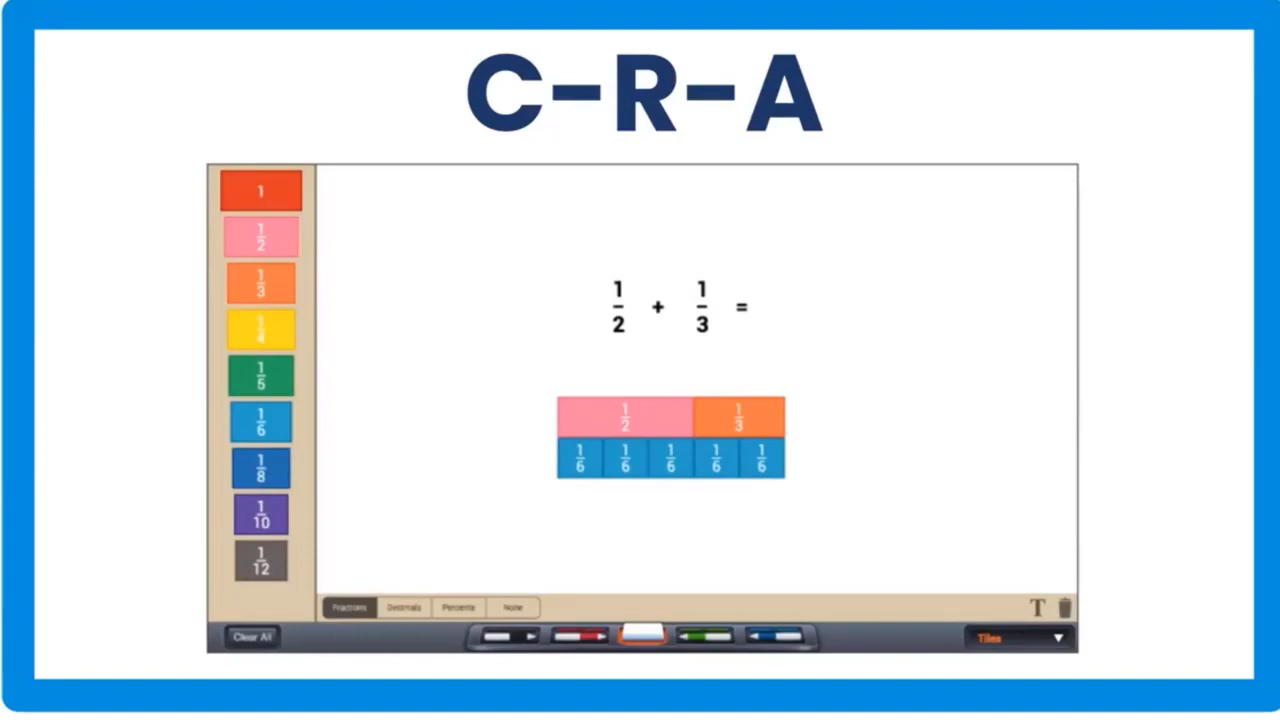 C-R-A
1
1/2
1/3
1/4
1/5
1/6
1/8
1/10
1/12
1/2 + 1/3 =
1/2 1/3
1/6 1/6 1/6 1/6 1/6
Fractions Decimals Percents None
T
Clear All
Tiles